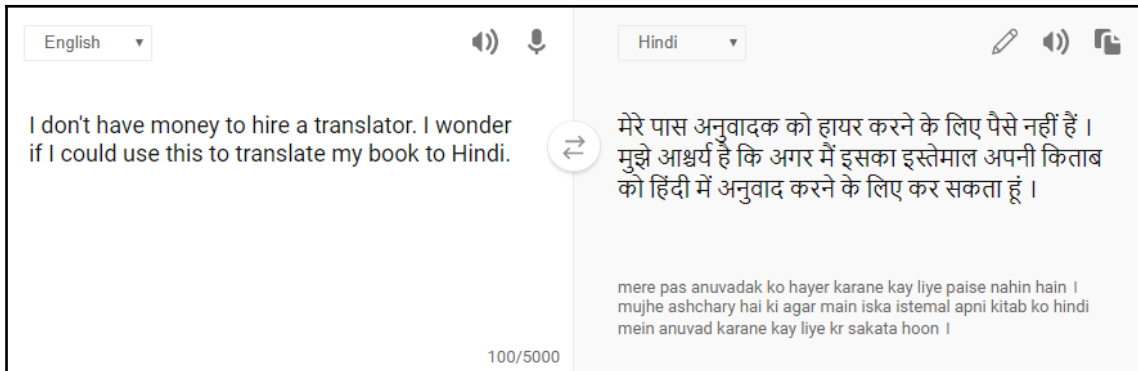 English
Hindi
I don't have money to hire a translator. I wonder
if I could use this to translate my book to Hindi.
मेरे पास अनुवादक को हायर करने के लिए पैसे नहीं हैं ।
मुझे आश्चर्य है कि अगर मैं इसका इस्तेमाल अपनी किताब
को हिंदी में अनुवाद करने के लिए कर सकता हूं ।
mere pas anuvadak ko hayer karane kay liye paise nahin hain ।
mujhe ashchary hai ki agar main iska istemal apni kitab ko hindi
mein anuvad karane kay liye kr sakata hoon ।
100/5000